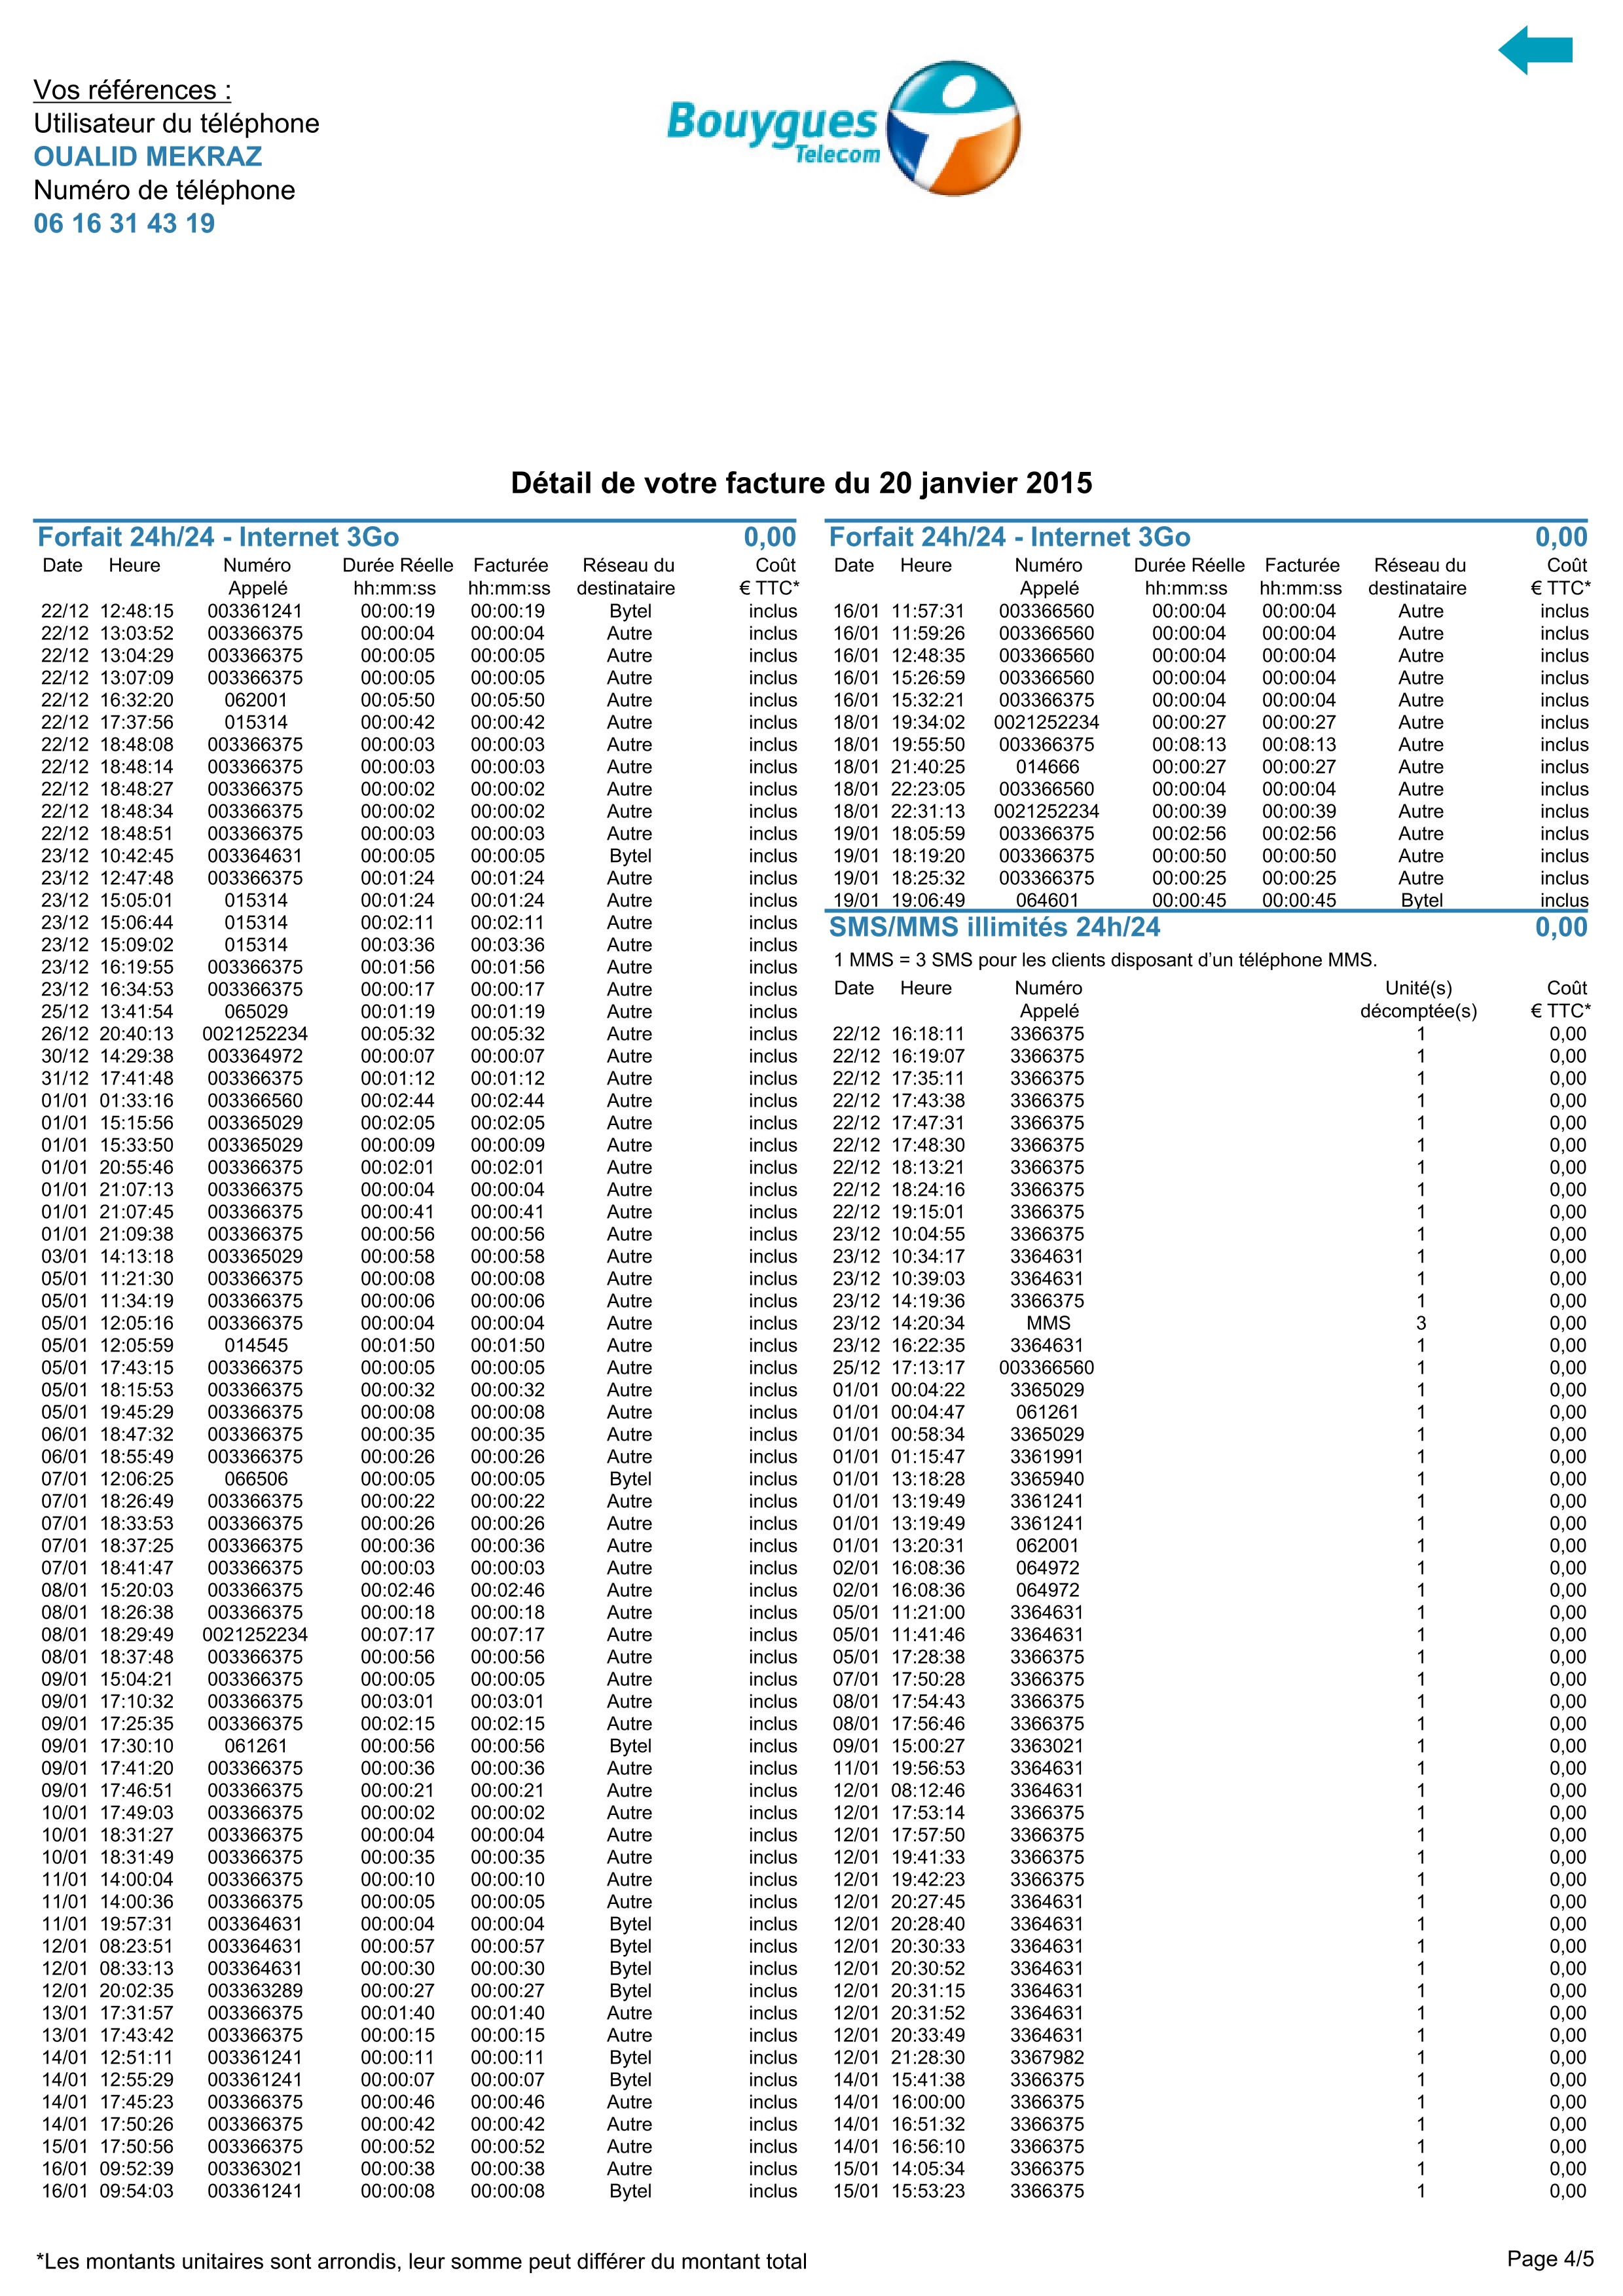 Vos références :
Utilisateur du téléphone
OUALID MEKRAZ
Numéro de téléphone
06 16 31 43 19
Bouygues
Telecom
Détail de votre facture du 20 janvier 2015
Forfait 24h/24 - Internet 3Go 0,00
Date Heure Numéro Durée Réelle Facturée Réseau du Coût
Appelé hh:mm:ss hh:mm:ss destinataire € TTC*
22/12 12:48:15 003361241 00:00:19 00:00:19 Bytel inclus
22/12 13:03:52 003366375 00:00:04 00:00:04 Autre inclus
22/12 13:04:29 003366375 00:00:05 00:00:05 Autre inclus
22/12 13:07:09 003366375 00:00:05 00:00:05 Autre inclus
22/12 16:32:20 062001 00:05:50 00:05:50 Autre inclus
22/12 17:37:56 015314 00:00:42 00:00:42 Autre inclus
22/12 18:48:08 003366375 00:00:03 00:00:03 Autre inclus
22/12 18:48:14 003366375 00:00:03 00:00:03 Autre inclus
22/12 18:48:27 003366375 00:00:02 00:00:02 Autre inclus
22/12 18:48:34 003366375 00:00:02 00:00:02 Autre inclus
22/12 18:48:51 003366375 00:00:03 00:00:03 Autre inclus
23/12 10:42:45 003364631 00:00:05 00:00:05 Bytel inclus
23/12 12:47:48 003366375 00:01:24 00:01:24 Autre inclus
23/12 15:05:01 015314 00:01:24 00:01:24 Autre inclus
23/12 15:06:44 015314 00:02:11 00:02:11 Autre inclus
23/12 15:09:02 015314 00:03:36 00:03:36 Autre inclus
23/12 16:19:55 003366375 00:01:56 00:01:56 Autre inclus
23/12 16:34:53 003366375 00:00:17 00:00:17 Autre inclus
25/12 13:41:54 065029 00:01:19 00:01:19 Autre inclus
26/12 20:40:13 0021252234 00:05:32 00:05:32 Autre inclus
30/12 14:29:38 003364972 00:00:07 00:00:07 Autre inclus
31/12 17:41:48 003366375 00:01:12 00:01:12 Autre inclus
01/01 01:33:16 003366560 00:02:44 00:02:44 Autre inclus
01/01 15:15:56 003365029 00:02:05 00:02:05 Autre inclus
01/01 15:33:50 003365029 00:00:09 00:00:09 Autre inclus
01/01 20:55:46 003366375 00:02:01 00:02:01 Autre inclus
01/01 21:07:13 003366375 00:00:04 00:00:04 Autre inclus
01/01 21:07:45 003366375 00:00:41 00:00:41 Autre inclus
01/01 21:09:38 003366375 00:00:56 00:00:56 Autre inclus
03/01 14:13:18 003365029 00:00:58 00:00:58 Autre inclus
05/01 11:21:30 003366375 00:00:08 00:00:08 Autre inclus
05/01 11:34:19 003366375 00:00:06 00:00:06 Autre inclus
05/01 12:05:16 003366375 00:00:04 00:00:04 Autre inclus
05/01 12:05:59 014545 00:01:50 00:01:50 Autre inclus
05/01 17:43:15 003366375 00:00:05 00:00:05 Autre inclus
05/01 18:15:53 003366375 00:00:32 00:00:32 Autre inclus
05/01 19:45:29 003366375 00:00:08 00:00:08 Autre inclus
06/01 18:47:32 003366375 00:00:35 00:00:35 Autre inclus
06/01 18:55:49 003366375 00:00:26 00:00:26 Autre inclus
07/01 12:06:25 066506 00:00:05 00:00:05 Bytel inclus
07/01 18:26:49 003366375 00:00:22 00:00:22 Autre inclus
07/01 18:33:53 003366375 00:00:26 00:00:26 Autre inclus
07/01 18:37:25 003366375 00:00:36 00:00:36 Autre inclus
07/01 18:41:47 003366375 00:00:03 00:00:03 Autre inclus
08/01 15:20:03 003366375 00:02:46 00:02:46 Autre inclus
08/01 18:26:38 003366375 00:00:18 00:00:18 Autre inclus
08/01 18:29:49 0021252234 00:07:17 00:07:17 Autre inclus
08/01 18:37:48 003366375 00:00:56 00:00:56 Autre inclus
09/01 15:04:21 003366375 00:00:05 00:00:05 Autre inclus
09/01 17:10:32 003366375 00:03:01 00:03:01 Autre inclus
09/01 17:25:35 003366375 00:02:15 00:02:15 Autre inclus
09/01 17:30:10 061261 00:00:56 00:00:56 Bytel inclus
09/01 17:41:20 003366375 00:00:36 00:00:36 Autre inclus
09/01 17:46:51 003366375 00:00:21 00:00:21 Autre inclus
10/01 17:49:03 003366375 00:00:02 00:00:02 Autre inclus
10/01 18:31:27 003366375 00:00:04 00:00:04 Autre inclus
10/01 18:31:49 003366375 00:00:35 00:00:35 Autre inclus
11/01 14:00:04 003366375 00:00:10 00:00:10 Autre inclus
11/01 14:00:36 003366375 00:00:05 00:00:05 Autre inclus
11/01 19:57:31 003364631 00:00:04 00:00:04 Bytel inclus
12/01 08:23:51 003364631 00:00:57 00:00:57 Bytel inclus
12/01 08:33:13 003364631 00:00:30 00:00:30 Bytel inclus
12/01 20:02:35 003363289 00:00:27 00:00:27 Bytel inclus
13/01 17:31:57 003366375 00:01:40 00:01:40 Autre inclus
13/01 17:43:42 003366375 00:00:15 00:00:15 Autre inclus
14/01 12:51:11 003361241 00:00:11 00:00:11 Bytel inclus
14/01 12:55:29 003361241 00:00:07 00:00:07 Bytel inclus
14/01 17:45:23 003366375 00:00:46 00:00:46 Autre inclus
14/01 17:50:26 003366375 00:00:42 00:00:42 Autre inclus
15/01 17:50:56 003366375 00:00:52 00:00:52 Autre inclus
16/01 09:52:39 003363021 00:00:38 00:00:38 Autre inclus
16/01 09:54:03 003361241 00:00:08 00:00:08 Bytel inclus
Forfait 24h/24 - Internet 3Go 0,00
Date Heure Numéro Durée Réelle Facturée Réseau du Coût
Appelé hh:mm:ss hh:mm:ss destinataire € TTC*
16/01 11:57:31 003366560 00:00:04 00:00:04 Autre inclus
16/01 11:59:26 003366560 00:00:04 00:00:04 Autre inclus
16/01 12:48:35 003366560 00:00:04 00:00:04 Autre inclus
16/01 15:26:59 003366560 00:00:04 00:00:04 Autre inclus
16/01 15:32:21 003366375 00:00:04 00:00:04 Autre inclus
18/01 19:34:02 0021252234 00:00:27 00:00:27 Autre inclus
18/01 19:55:50 003366375 00:08:13 00:08:13 Autre inclus
18/01 21:40:25 014666 00:00:27 00:00:27 Autre inclus
18/01 22:23:05 003366560 00:00:04 00:00:04 Autre inclus
18/01 22:31:13 0021252234 00:00:39 00:00:39 Autre inclus
19/01 18:05:59 003366375 00:02:56 00:02:56 Autre inclus
19/01 18:19:20 003366375 00:00:50 00:00:50 Autre inclus
19/01 18:25:32 003366375 00:00:25 00:00:25 Autre inclus
19/01 19:06:49 064601 00:00:45 00:00:45 Bytel inclus
SMS/MMS illimités 24h/24 0,00
1 MMS = 3 SMS pour les clients disposant d'un téléphone MMS.
Date Heure Numéro Unité(s) Coût
Appelé décomptée(s) € TTC*
22/12 16:18:11 3366375 1 0,00
22/12 16:19:07 3366375 1 0,00
22/12 17:35:11 3366375 1 0,00
22/12 17:43:38 3366375 1 0,00
22/12 17:47:31 3366375 1 0,00
22/12 17:48:30 3366375 1 0,00
22/12 18:13:21 3366375 1 0,00
22/12 18:24:16 3366375 1 0,00
22/12 19:15:01 3366375 1 0,00
23/12 10:04:55 3366375 1 0,00
23/12 10:34:17 3364631 1 0,00
23/12 10:39:03 3364631 1 0,00
23/12 14:19:36 3366375 1 0,00
23/12 14:20:34 MMS 3 0,00
23/12 16:22:35 3364631 1 0,00
25/12 17:13:17 003366560 1 0,00
01/01 00:04:22 3365029 1 0,00
01/01 00:04:47 061261 1 0,00
01/01 00:58:34 3365029 1 0,00
01/01 01:15:47 3361991 1 0,00
01/01 13:18:28 3365940 1 0,00
01/01 13:19:49 3361241 1 0,00
01/01 13:19:49 3361241 1 0,00
01/01 13:20:31 062001 1 0,00
02/01 16:08:36 064972 1 0,00
02/01 16:08:36 064972 1 0,00
05/01 11:21:00 3364631 1 0,00
05/01 11:41:46 3364631 1 0,00
05/01 17:28:38 3366375 1 0,00
07/01 17:50:28 3366375 1 0,00
08/01 17:54:43 3366375 1 0,00
08/01 17:56:46 3366375 1 0,00
09/01 15:00:27 3363021 1 0,00
11/01 19:56:53 3364631 1 0,00
12/01 08:12:46 3364631 1 0,00
12/01 17:53:14 3366375 1 0,00
12/01 17:57:50 3366375 1 0,00
12/01 19:41:33 3366375 1 0,00
12/01 19:42:23 3366375 1 0,00
12/01 20:27:45 3364631 1 0,00
12/01 20:28:40 3364631 1 0,00
12/01 20:30:33 3364631 1 0,00
12/01 20:30:52 3364631 1 0,00
12/01 20:31:15 3364631 1 0,00
12/01 20:31:52 3364631 1 0,00
12/01 20:33:49 3364631 1 0,00
12/01 21:28:30 3367982 1 0,00
14/01 15:41:38 3366375 1 0,00
14/01 16:00:00 3366375 1 0,00
14/01 16:51:32 3366375 1 0,00
14/01 16:56:10 3366375 1 0,00
15/01 14:05:34 3366375 1 0,00
15/01 15:53:23 3366375 1 0,00
*Les montants unitaires sont arrondis, leur somme peut différer du montant total
Page 4/5